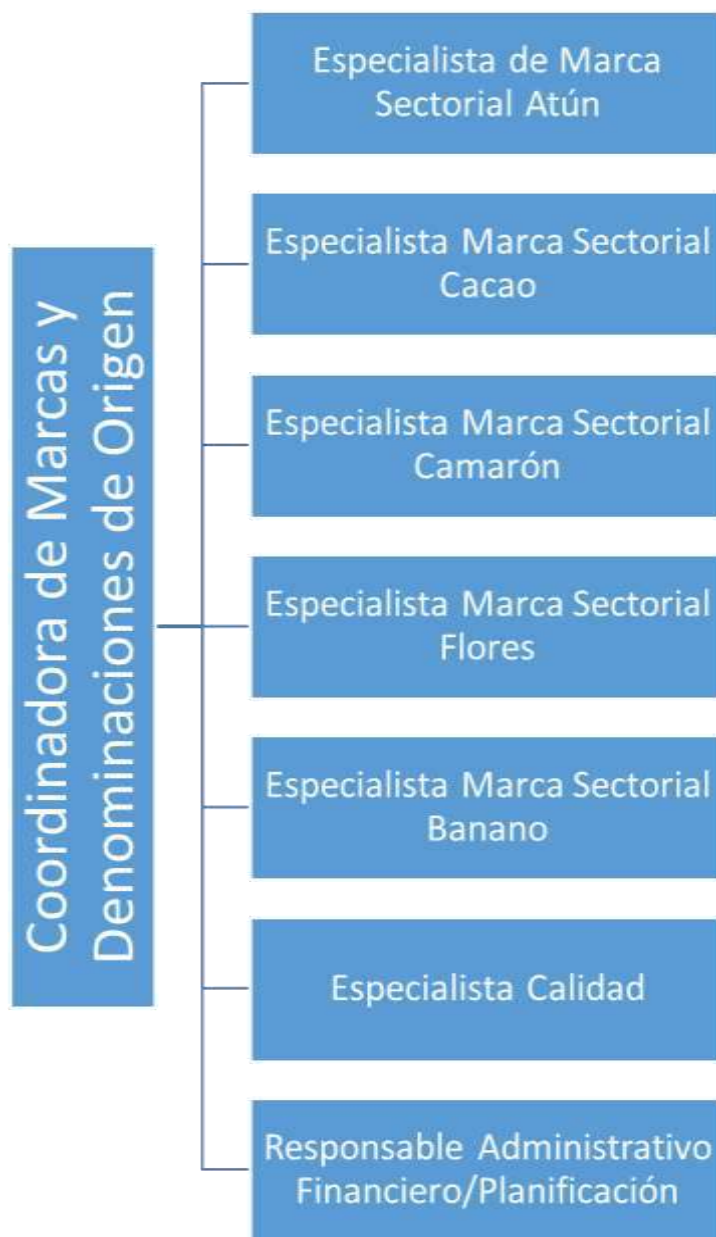 Coordinadora de Marcas y
Denominaciones de Origen
Especialista de Marca
Sectorial Atún
Especialista Marca Sectorial
Cacao
Especialista Marca Sectorial
Camarón
Especialista Marca Sectorial
Flores
Especialista Marca Sectorial
Banano
Especialista Calidad
Responsable Administrativo
Financiero/Planificación